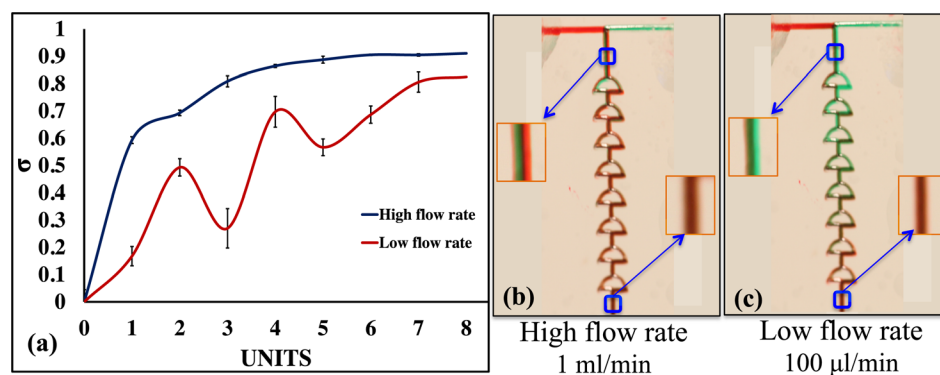 1
0.9
0.8
0.7
0.6
0.5
0.4
0.3
0.2
0.1
0
σ
High flow rate
Low flow rate
0 1 2 3 4 5 6 7 8
UNITS
(a)
(b)
High flow rate
1 ml/min
(c)
Low flow rate
100 μl/min